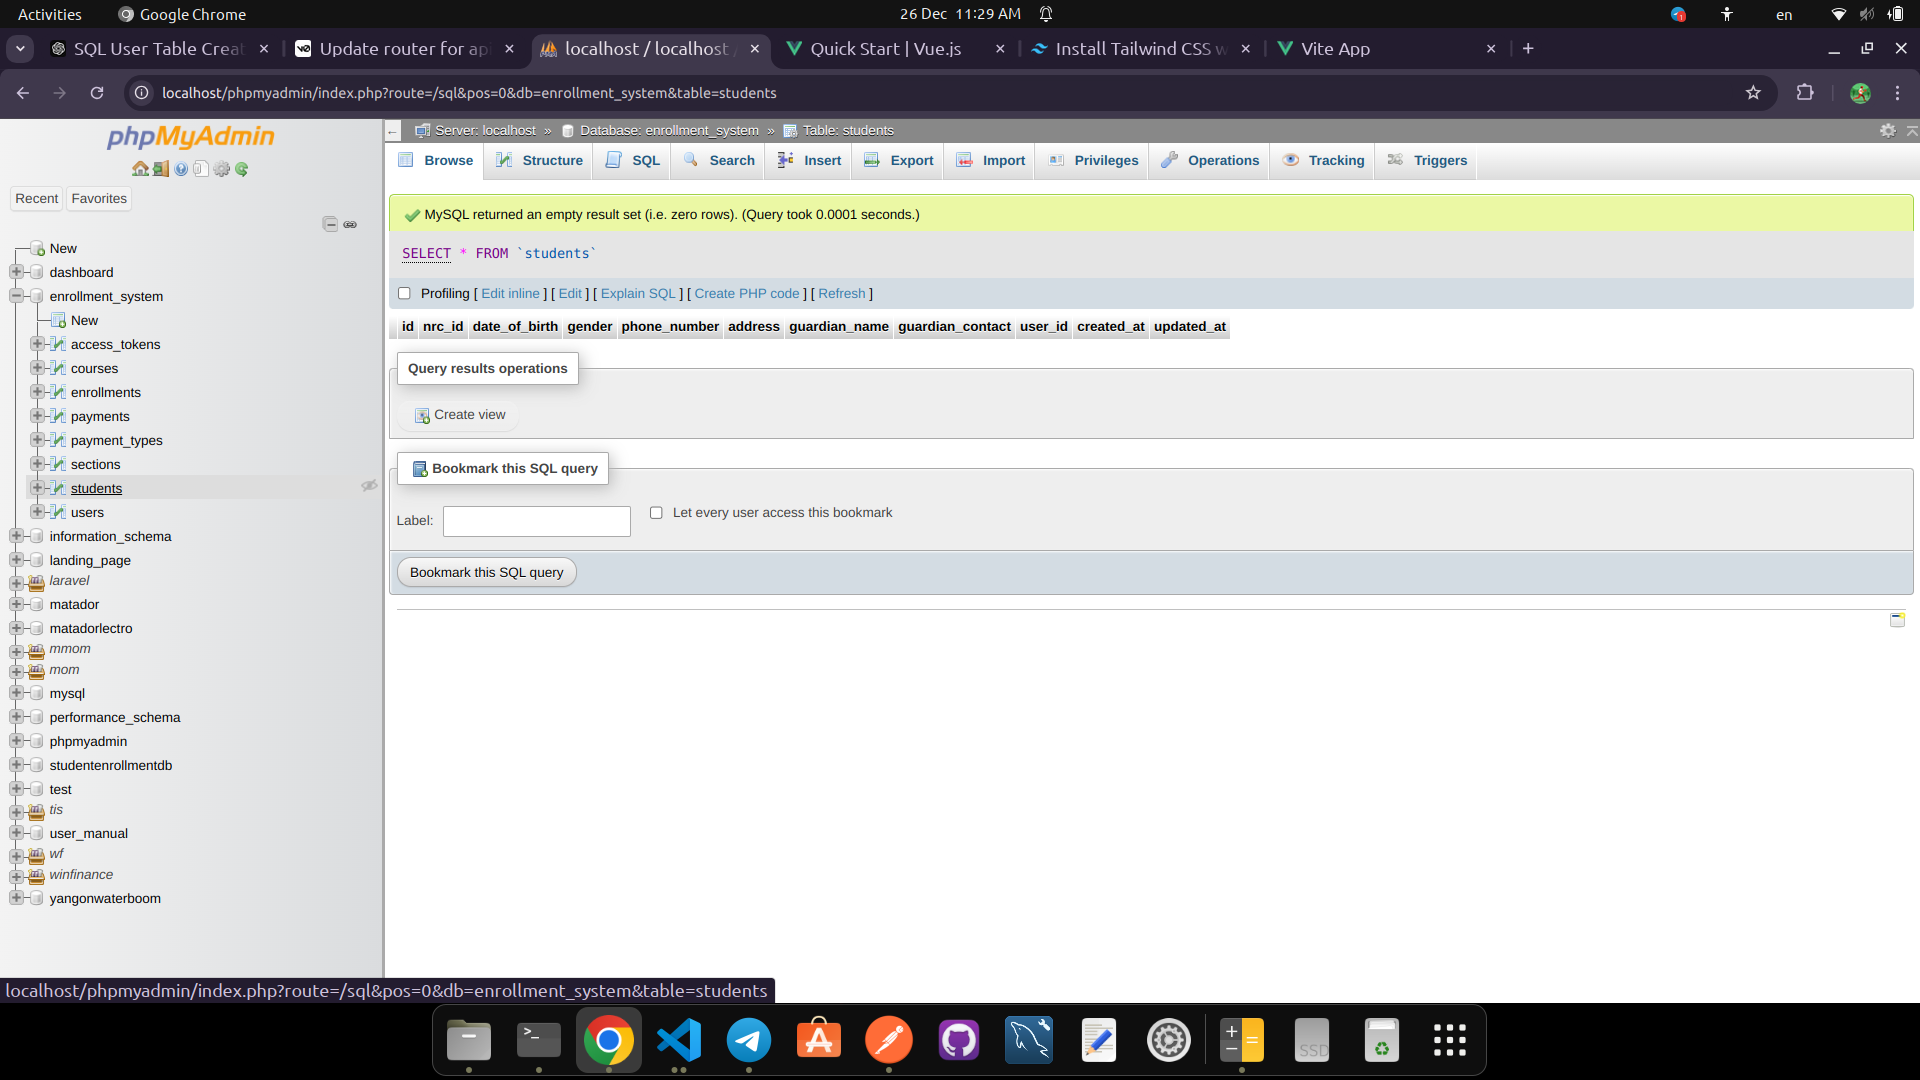 Activities
Google Chrome
26 Dec 11:29 AM
en
SQL User Table Creat
Update router for api
localhost / localhost /
Quick Start | Vue.js
Install Tailwind CSS w
Vite App
localhost/phpmyadmin/index.php?route=/sql&pos=0&db=enrollment_system&table=students
phpMyAdmin
Recent
Favorites
New
dashboard
enrollment_system
New
access_tokens
courses
enrollments
payments
payment_types
sections
students
users
information_schema
landing_page
laravel
matador
matadorlectro
mmom
mom
mysql
performance_schema
phpmyadmin
studentenrollmentdb
test
tis
user_manual
wf
winfinance
yangonwaterboom
Server: localhost » Database: enrollment_system » Table: students
Browse Structure SQL Search Insert Export Import Privileges Operations Tracking Triggers
MySQL returned an empty result set (i.e. zero rows). (Query took 0.0001 seconds.)
SELECT * FROM `students`
Profiling [ Edit inline ] [ Edit ] [ Explain SQL ] [ Create PHP code ] [ Refresh ]
id nrc_id date_of_birth gender phone_number address guardian_name guardian_contact user_id created_at updated_at
Query results operations
Create view
Bookmark this SQL query
Label:
Let every user access this bookmark
Bookmark this SQL query
localhost/phpmyadmin/index.php?route=/sql&pos=0&db=enrollment_system&table=students
SSD